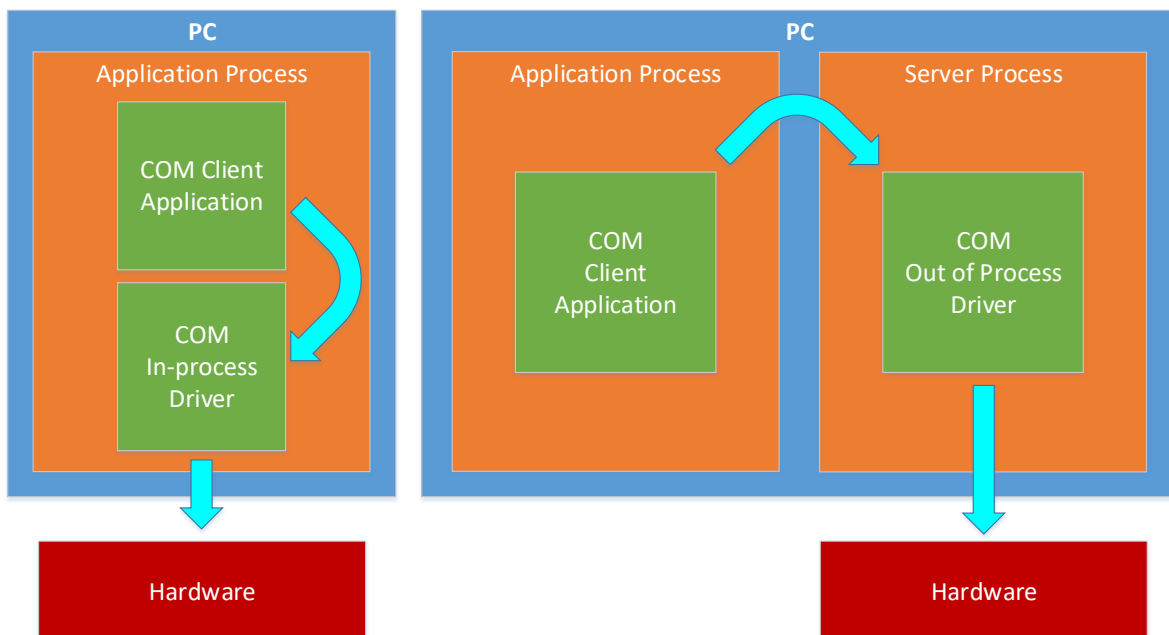 PC
Application Process
COM Client
Application
COM
In-process
Driver
Hardware
PC
Application Process
COM
Client
Application
Server Process
COM
Out of Process
Driver
Hardware